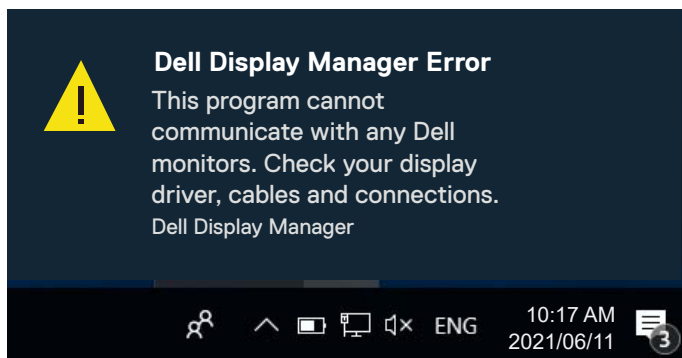 Dell Display Manager Error
This program cannot
communicate with any Dell
monitors. Check your display
driver, cables and connections.
Dell Display Manager
ENG
10:17 AM
2021/06/11
3